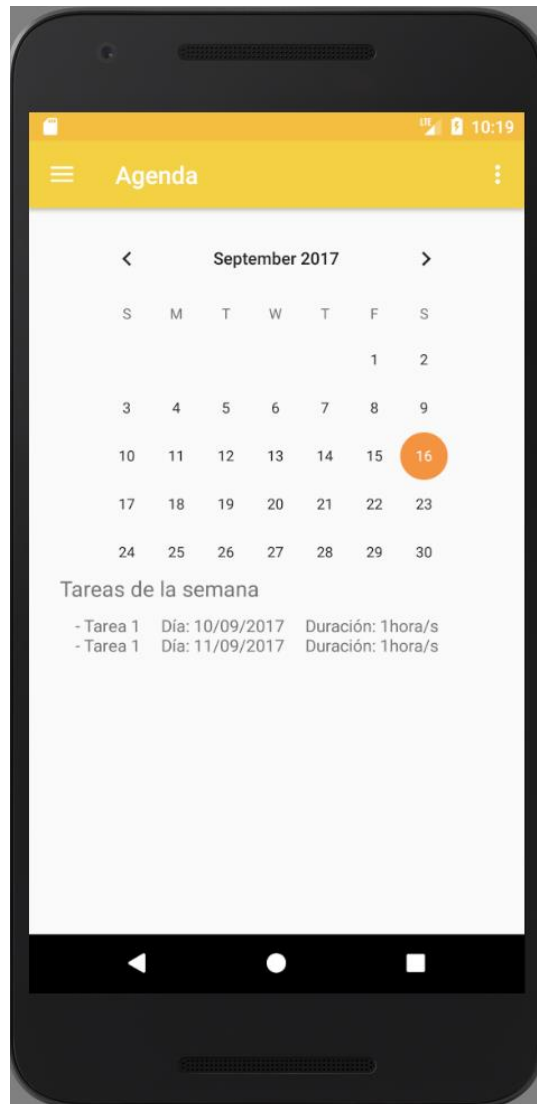 LTE 10:19
Agenda
September 2017
S M T W T F S
1 2
3 4 5 6 7 8 9
10 11 12 13 14 15 16
17 18 19 20 21 22 23
24 25 26 27 28 29 30
Tareas de la semana
- Tarea 1 Día: 10/09/2017 Duración: 1hora/s
- Tarea 1 Día: 11/09/2017 Duración: 1hora/s